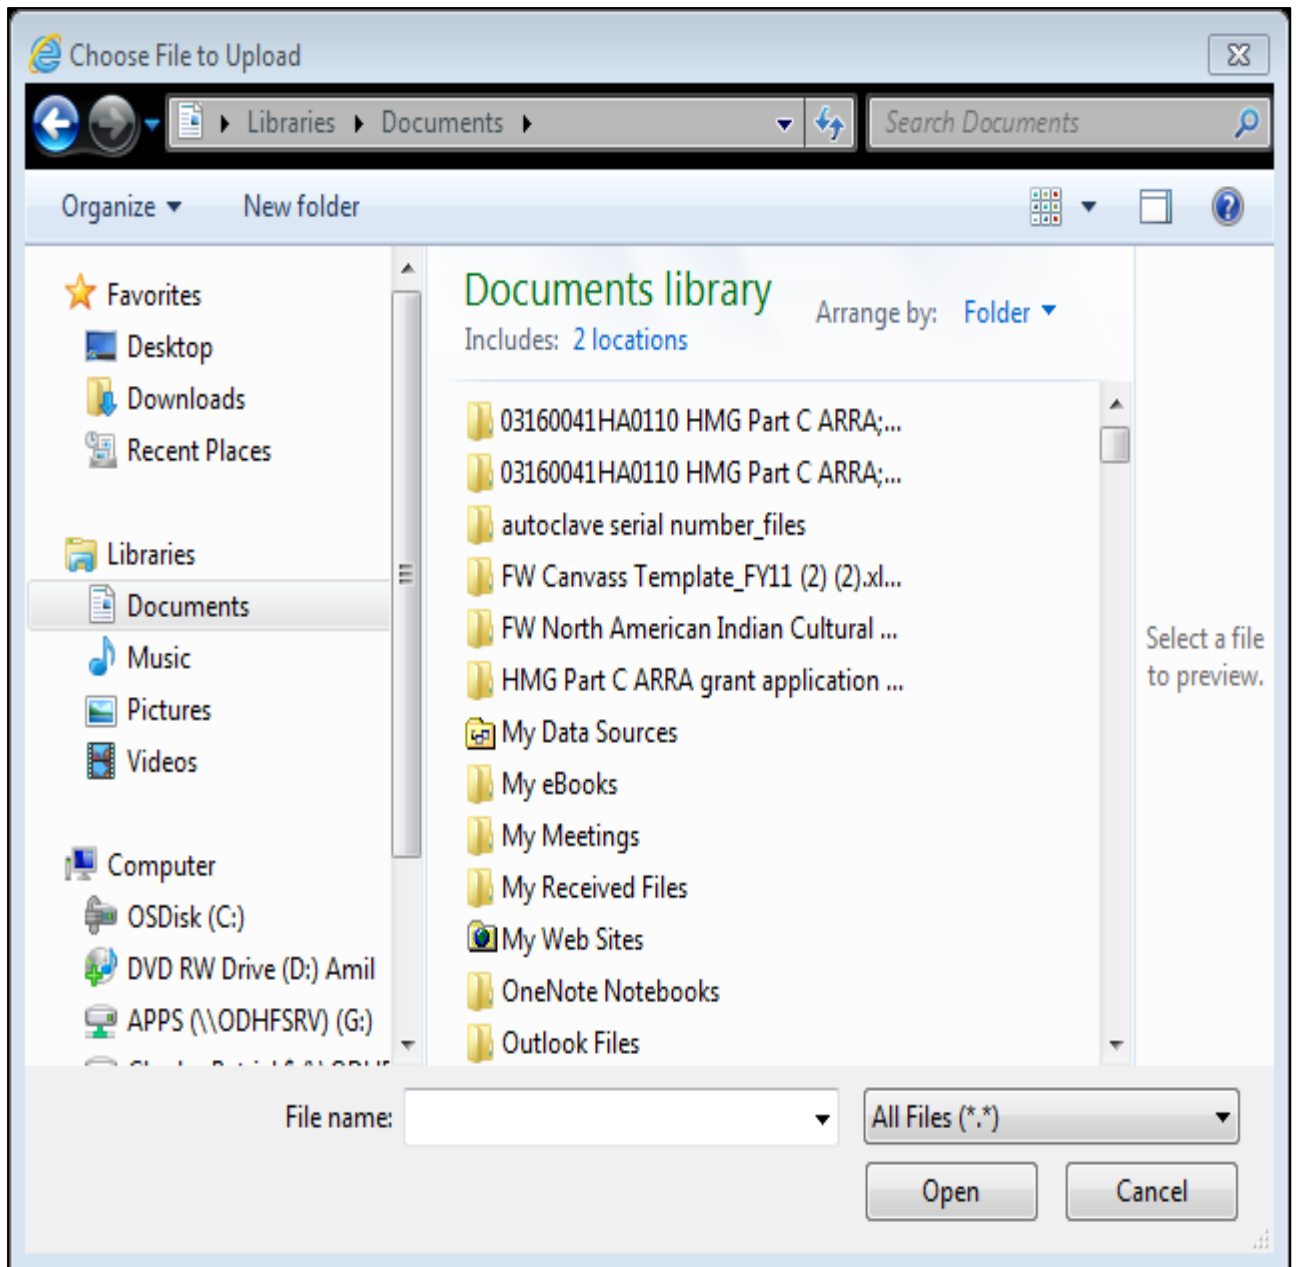 Choose File to Upload
Libraries Documents
Search Documents
Organize New folder
Favorites
Desktop
Downloads
Recent Places
Libraries
Documents
Music
Pictures
Videos
Computer
OSDisk (C:)
DVD RW Drive (D:) Amil
APPS (\\ODHFSRV) (G:)
Documents library
Includes: 2 locations
Arrange by: Folder
03160041HA0110 HMG Part C ARRA;...
03160041HA0110 HMG Part C ARRA;...
autoclave serial number_files
FW Canvass Template_FY11 (2) (2).xl...
FW North American Indian Cultural ...
HMG Part C ARRA grant application ...
My Data Sources
My eBooks
My Meetings
My Received Files
My Web Sites
OneNote Notebooks
Outlook Files
Select a file
to preview.
File name:
All Files (*.*)
Open Cancel